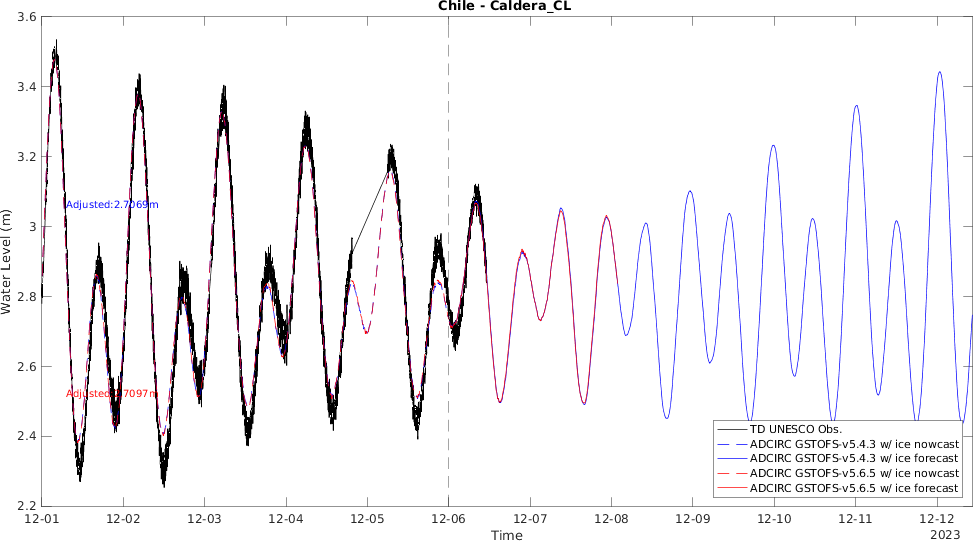 Chile - Caldera_CL
Water Level (m)
3.6
3.4
3.2
3
2.8
2.6
2.4
2.2
Adjusted:2.7069m
Adjusted:2.7097m
TD UNESCO Obs.
ADCIRC GSTOFS-v5.4.3 w/ ice nowcast
ADCIRC GSTOFS-v5.4.3 w/ ice forecast
ADCIRC GSTOFS-v5.6.5 w/ ice nowcast
ADCIRC GSTOFS-v5.6.5 w/ ice forecast
12-01 12-02 12-03 12-04 12-05 12-06 12-07 12-08 12-09 12-10 12-11 12-12
2023
Time